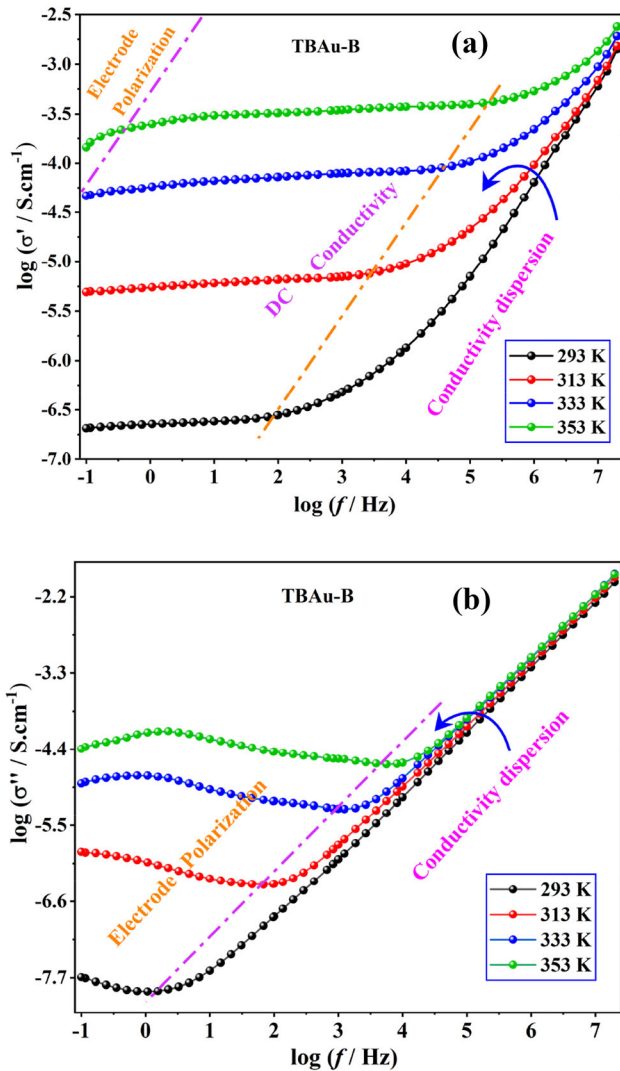 TBAu-B
(a)
Electrode
Polarization
DC Conductivity
Conductivity dispersion
293 K
313 K
333 K
353 K
log (σ' / S.cm⁻¹)
-2.5
-3.0
-3.5
-4.0
-4.5
-5.0
-5.5
-6.0
-6.5
-7.0
-1 0 1 2 3 4 5 6 7
log (f / Hz)
TBAu-B
(b)
Electrode Polarization
Conductivity dispersion
293 K
313 K
333 K
353 K
log (σ'' / S.cm⁻¹)
-2.2
-3.3
-4.4
-5.5
-6.6
-7.7
-1 0 1 2 3 4 5 6 7
log (f / Hz)